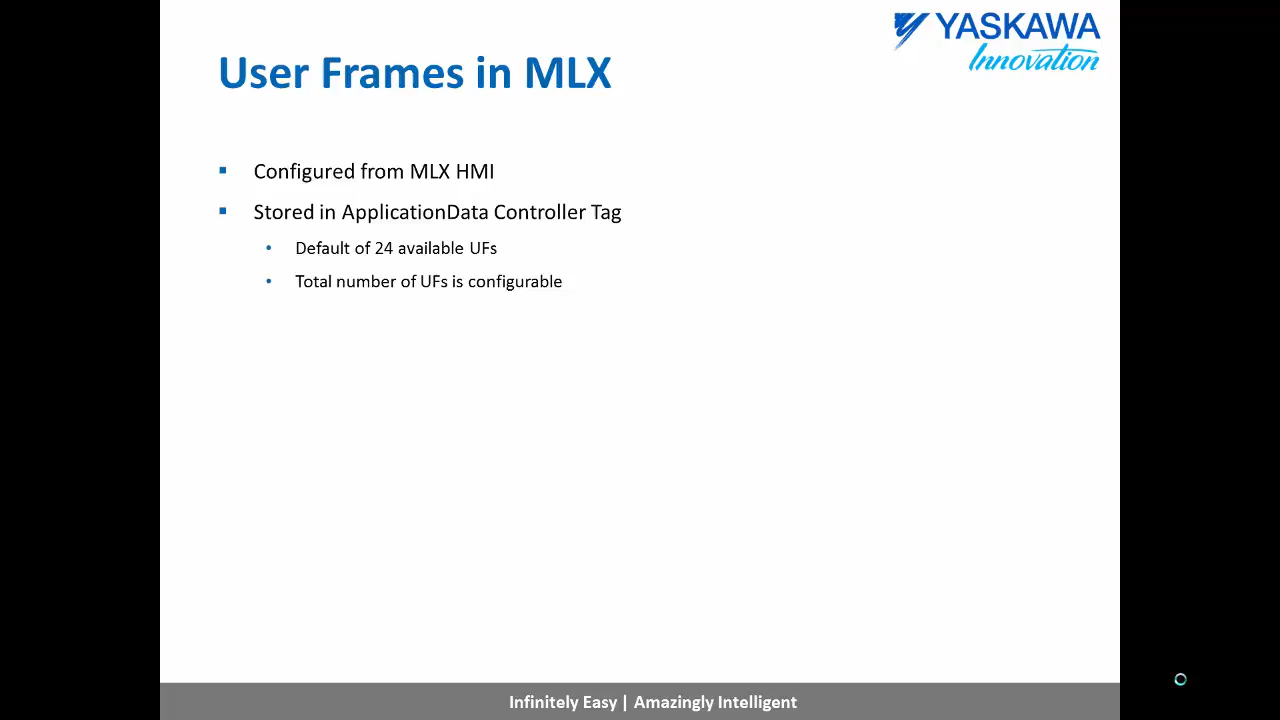 YASKAWA
Innovation
User Frames in MLX
Configured from MLX HMI
Stored in ApplicationData Controller Tag
Default of 24 available UFs
Total number of UFs is configurable
Infinitely Easy | Amazingly Intelligent